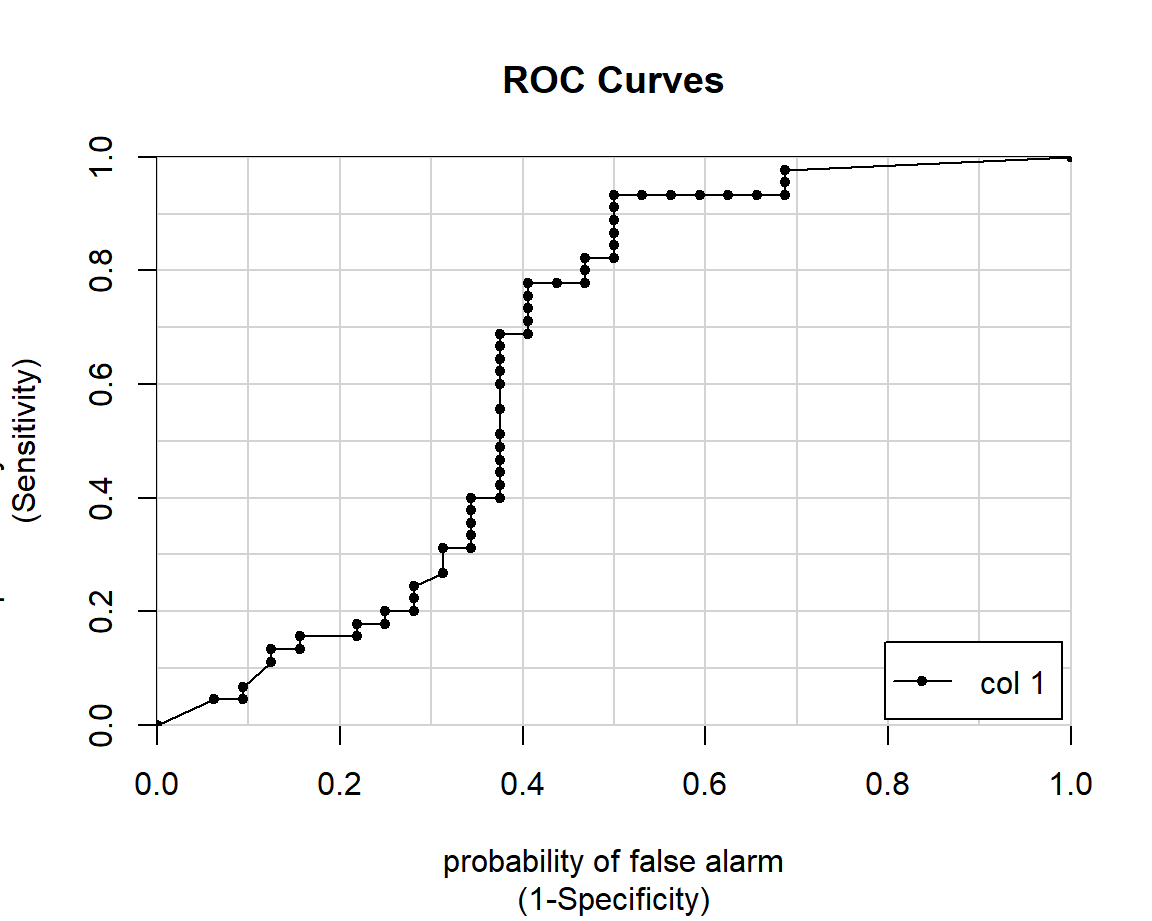 ROC Curves
1.0
0.8
0.6
0.4
0.2
0.0
(Sensitivity)
col 1
0.0 0.2 0.4 0.6 0.8 1.0
probability of false alarm
(1-Specificity)